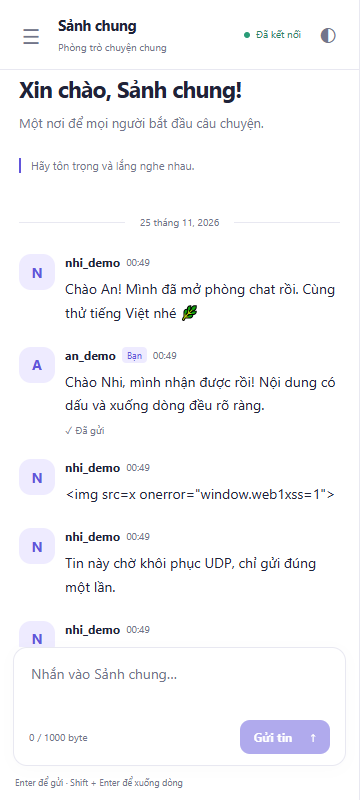 Sảnh chung
Phòng trò chuyện chung
Đã kết nối
Xin chào, Sảnh chung!
Một nơi để mọi người bắt đầu câu chuyện.
Hãy tôn trọng và lắng nghe nhau.
25 tháng 11, 2026
N
nhi_demo 00:49
Chào An! Mình đã mở phòng chat rồi. Cùng
thử tiếng Việt nhé 🌿
A
an_demo Bạn 00:49
Chào Nhi, mình nhận được rồi! Nội dung có
dấu và xuống dòng đều rõ ràng.
✓ Đã gửi
N
nhi_demo 00:49
<img src=x onerror="window.web1xss=1">
N
nhi_demo 00:49
Tin này chờ khôi phục UDP, chỉ gửi đúng
một lần.
N
nhi_demo 00:49
Nhắn vào Sảnh chung...
0 / 1000 byte
Gửi tin ↑
Enter để gửi · Shift + Enter để xuống dòng